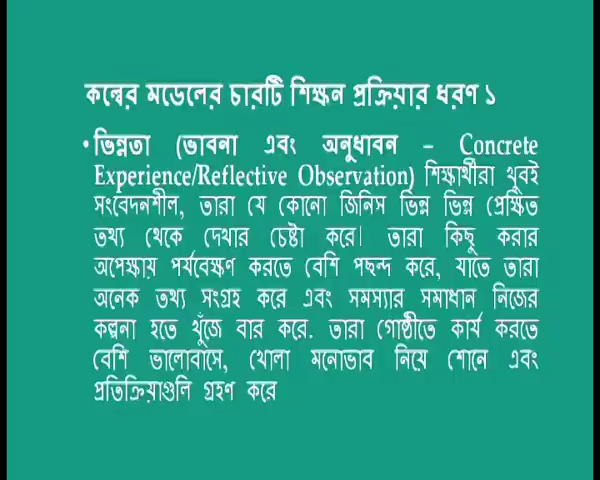 কল্বের মডেলের চারটি শিক্ষন প্রক্রিয়ার ধরণ ১
• ভিন্নতা (ভাবনা এবং অনুধাবন – Concrete
Experience/Reflective Observation) শিক্ষার্থীরা খুবই
সংবেদনশীল, তারা যে কোনো জিনিস ভিন্ন ভিন্ন প্রেক্ষিত
তথ্য থেকে দেখার চেষ্টা করে। তারা কিছু করার
অপেক্ষায় পর্যবেক্ষণ করতে বেশি পছন্দ করে, যাতে তারা
অনেক তথ্য সংগ্রহ করে এবং সমস্যার সমাধান নিজের
কল্পনা হতে খুঁজে বার করে. তারা গোষ্ঠীতে কার্য করতে
বেশি ভালোবাসে, খোলা মনোভাব নিয়ে শোনে এবং
প্রতিক্রিয়াগুলি গ্রহণ করে